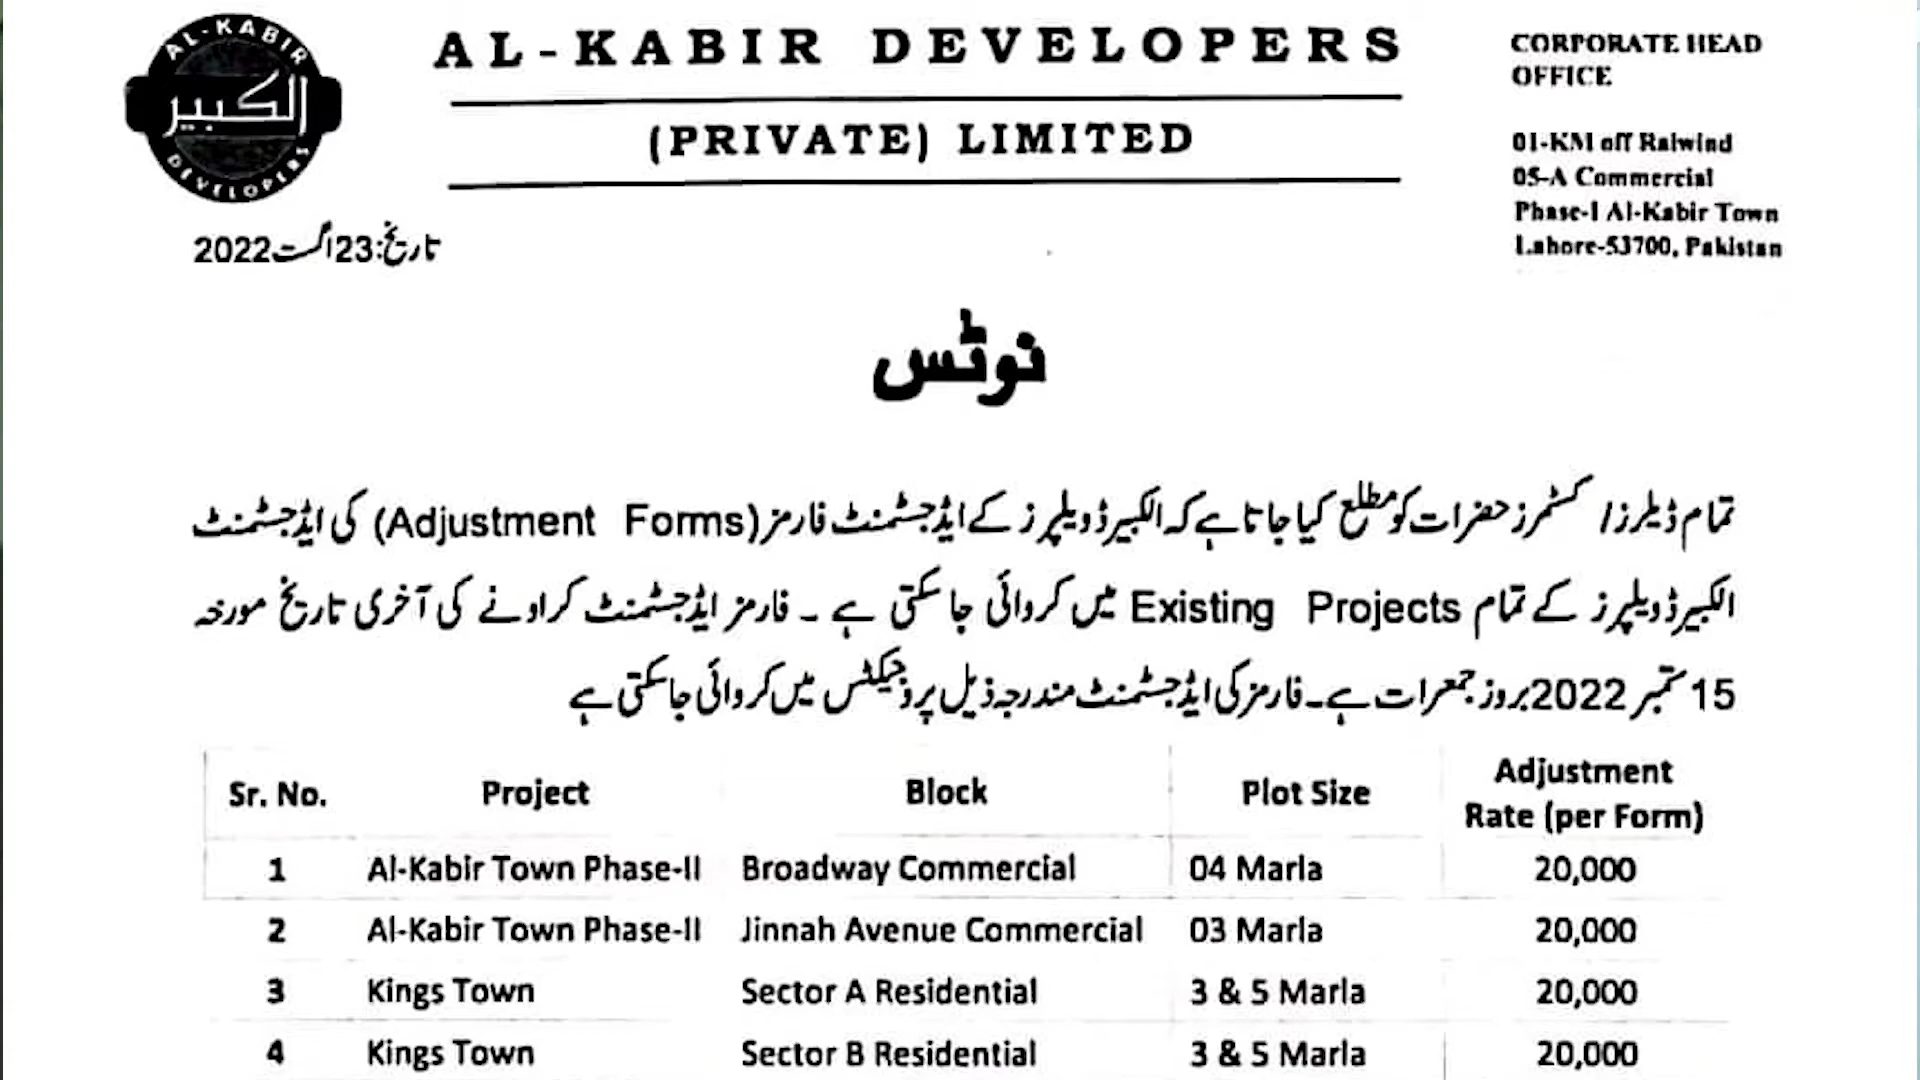 AL-KABIR
الکبیر
DEVELOPERS
AL-KABIR DEVELOPERS
(PRIVATE) LIMITED
CORPORATE HEAD
OFFICE
01-KM off Raiwind
05-A Commercial
Phase-I Al-Kabir Town
Lahore-53700, Pakistan
تاریخ: 23 اگست 2022
نوٹس
تمام ڈیلرز / کسٹمرز حضرات کو مطلع کیا جاتا ہے کہ الکبیر ڈویلپرز کے ایڈجسٹمنٹ فارمز (Adjustment Forms) کی ایڈجسٹمنٹ
الکبیر ڈویلپرز کے تمام Existing Projects میں کروائی جا سکتی ہے ۔ فارمز ایڈجسٹمنٹ کراونے کی آخری تاریخ مورخہ
15 ستمبر 2022 بروز جمعرات ہے۔ فارمز کی ایڈجسٹمنٹ مندرجہ ذیل پروجیکٹس میں کروائی جا سکتی ہے
Sr. No. Project Block Plot Size Adjustment Rate (per Form)
1 Al-Kabir Town Phase-II Broadway Commercial 04 Marla 20,000
2 Al-Kabir Town Phase-II Jinnah Avenue Commercial 03 Marla 20,000
3 Kings Town Sector A Residential 3 & 5 Marla 20,000
4 Kings Town Sector B Residential 3 & 5 Marla 20,000